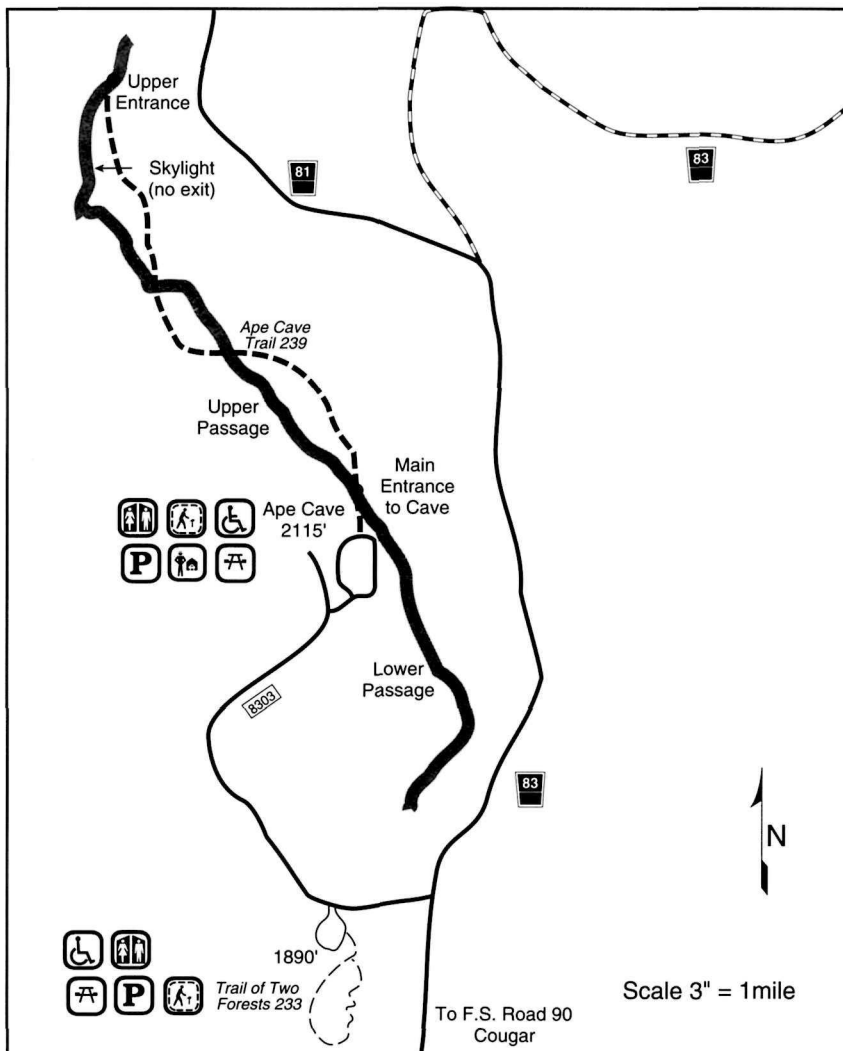 Upper
Entrance
Skylight
(no exit)
81
83
Ape Cave
Trail 239
Upper
Passage
Main
Entrance
to Cave
Ape Cave
2115'
P
Lower
Passage
8303
83
N
1890'
P
Trail of Two
Forests 233
To F.S. Road 90
Cougar
Scale 3" = 1mile